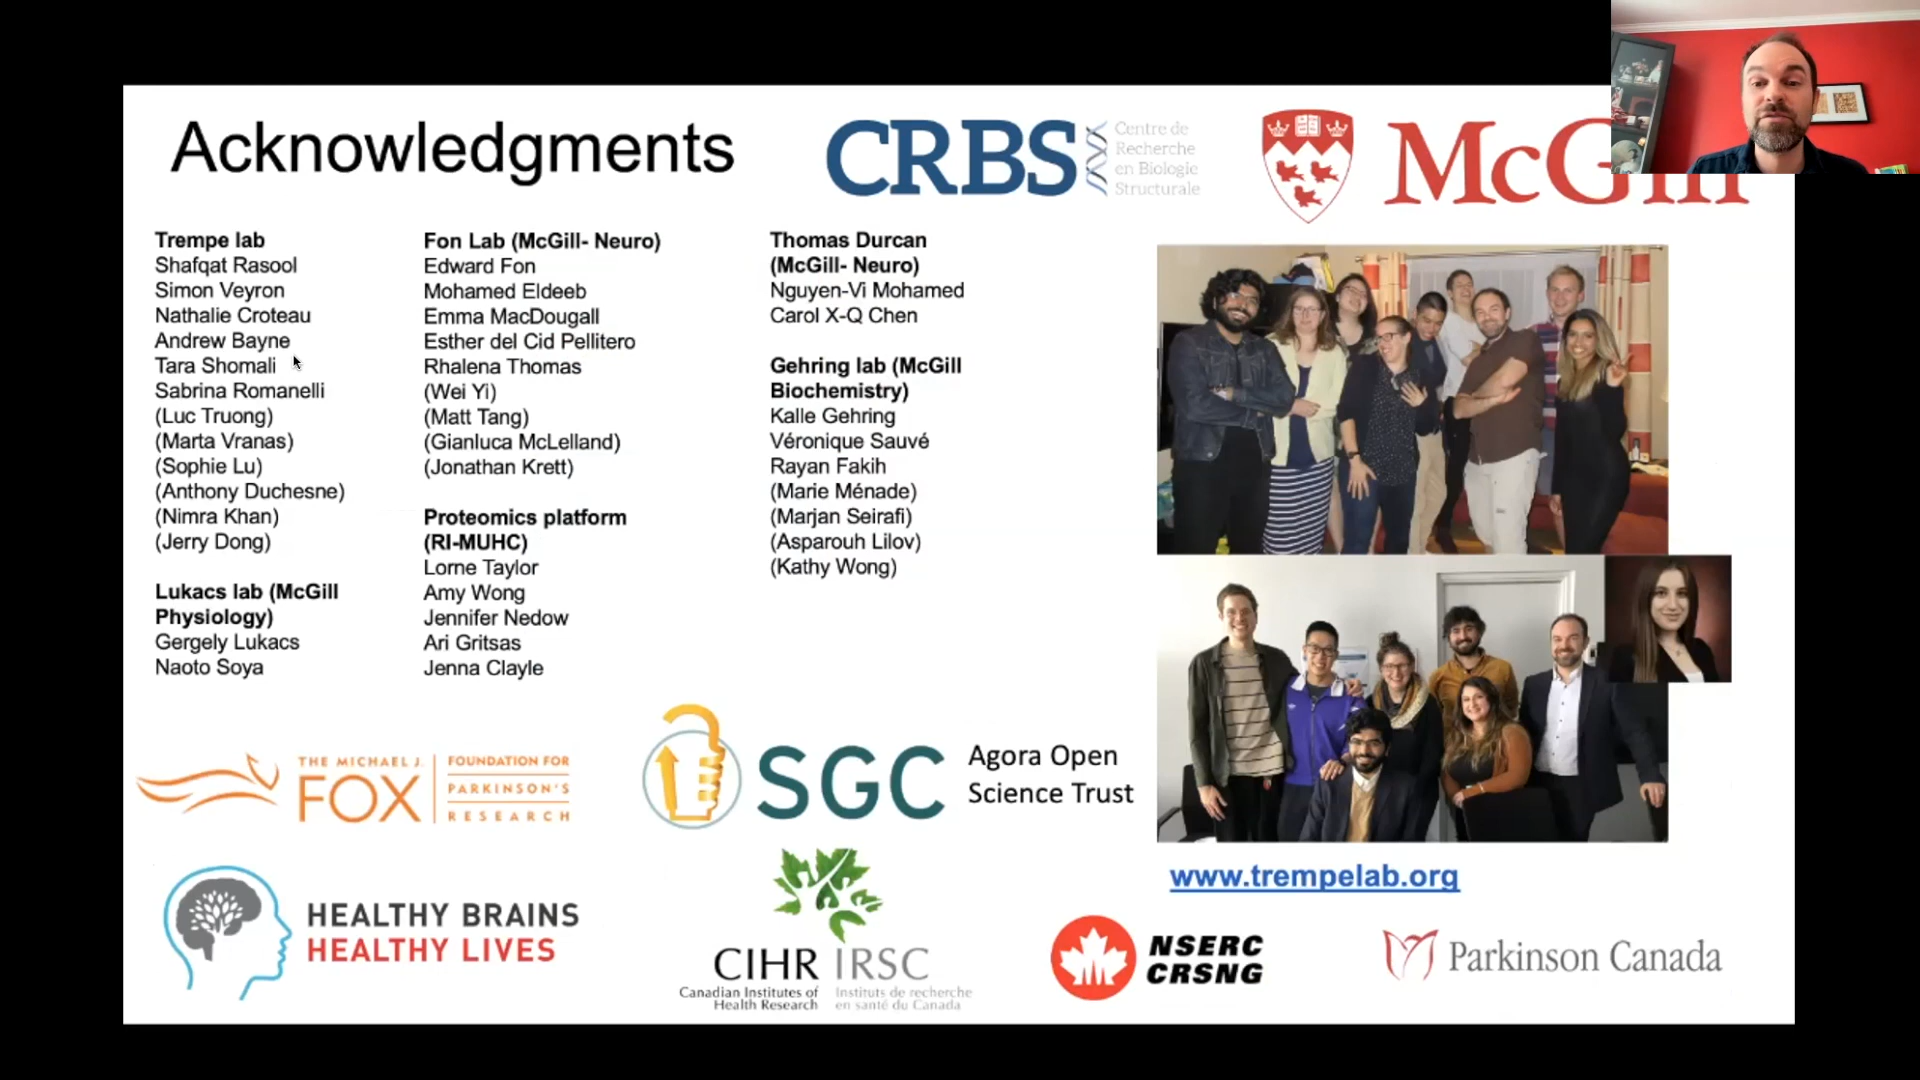 Acknowledgments
CRBS
Centre de
Recherche
en Biologie
Structurale
McGill
Trempe lab
Shafqat Rasool
Simon Veyron
Nathalie Croteau
Andrew Bayne
Tara Shomali
Sabrina Romanelli
(Luc Truong)
(Marta Vranas)
(Sophie Lu)
(Anthony Duchesne)
(Nimra Khan)
(Jerry Dong)
Lukacs lab (McGill
Physiology)
Gergely Lukacs
Naoto Soya
Fon Lab (McGill- Neuro)
Edward Fon
Mohamed Eldeeb
Emma MacDougall
Esther del Cid Pellitero
Rhalena Thomas
(Wei Yi)
(Matt Tang)
(Gianluca McLelland)
(Jonathan Krett)
Proteomics platform
(RI-MUHC)
Lorne Taylor
Amy Wong
Jennifer Nedow
Ari Gritsas
Jenna Clayle
Thomas Durcan
(McGill- Neuro)
Nguyen-Vi Mohamed
Carol X-Q Chen
Gehring lab (McGill
Biochemistry)
Kalle Gehring
Véronique Sauvé
Rayan Fakih
(Marie Ménade)
(Marjan Seirafi)
(Asparouh Lilov)
(Kathy Wong)
THE MICHAEL J.
FOX
FOUNDATION FOR
PARKINSON'S
RESEARCH
SGC
Agora Open
Science Trust
www.trempelab.org
HEALTHY BRAINS
HEALTHY LIVES
CIHR IRSC
Canadian Institutes of
Health Research
Instituts de recherche
en santé du Canada
NSERC
CRSNG
Parkinson Canada